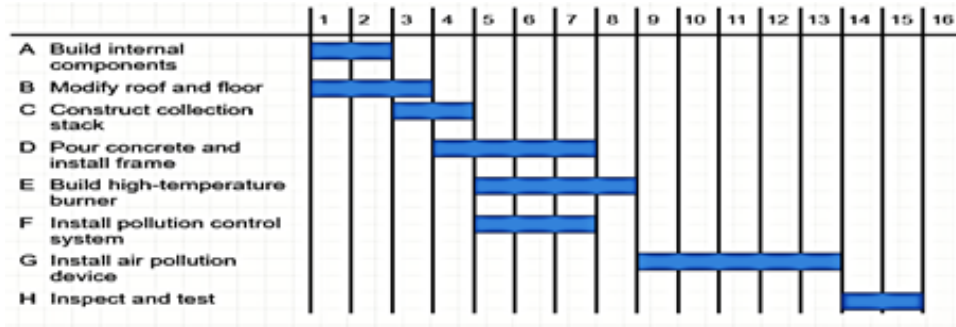 1 2 3 4 5 6 7 8 9 10 11 12 13 14 15 16
A Build internal
components
B Modify roof and floor
C Construct collection
stack
D Pour concrete and
install frame
E Build high-temperature
burner
F Install pollution control
system
G Install air pollution
device
H Inspect and test